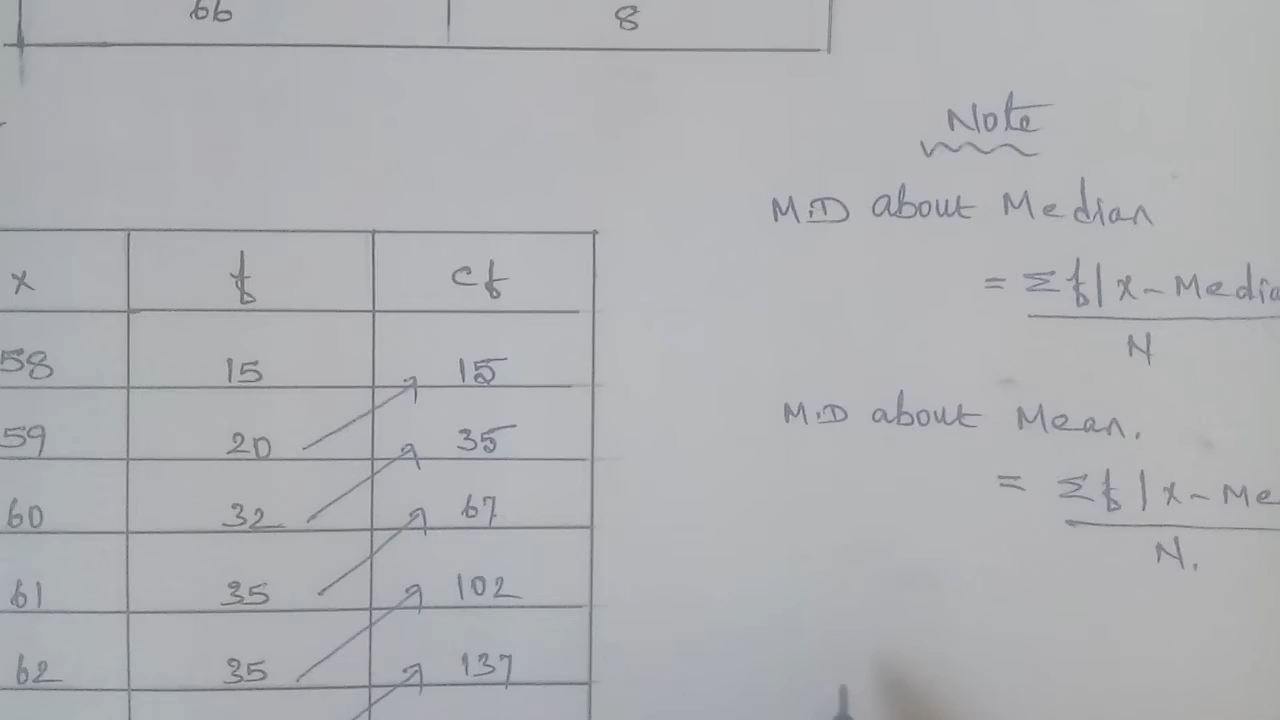 66 8
Note
M.D about Median
= Σf|x-Media
N
M.D about Mean.
= Σf|x-Me
N.
x f cf
58 15 15
59 20 35
60 32 67
61 35 102
62 35 137